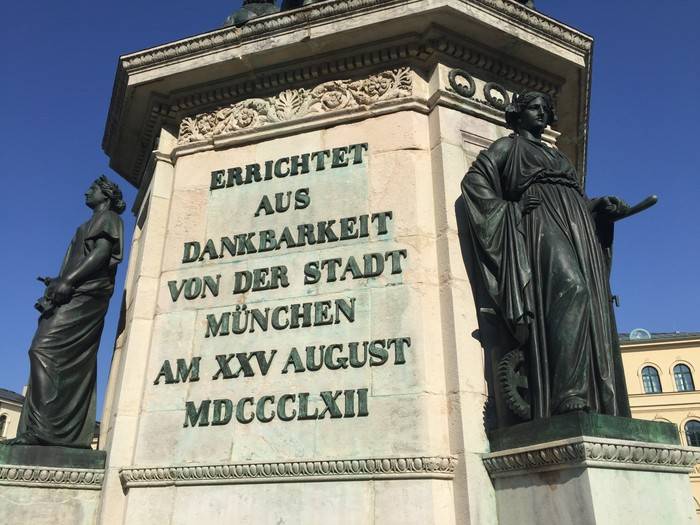 ERRICHTET
AUS
DANKBARKEIT
VON DER STADT
MÜNCHEN
AM XXV AUGUST
MDCCCLXII